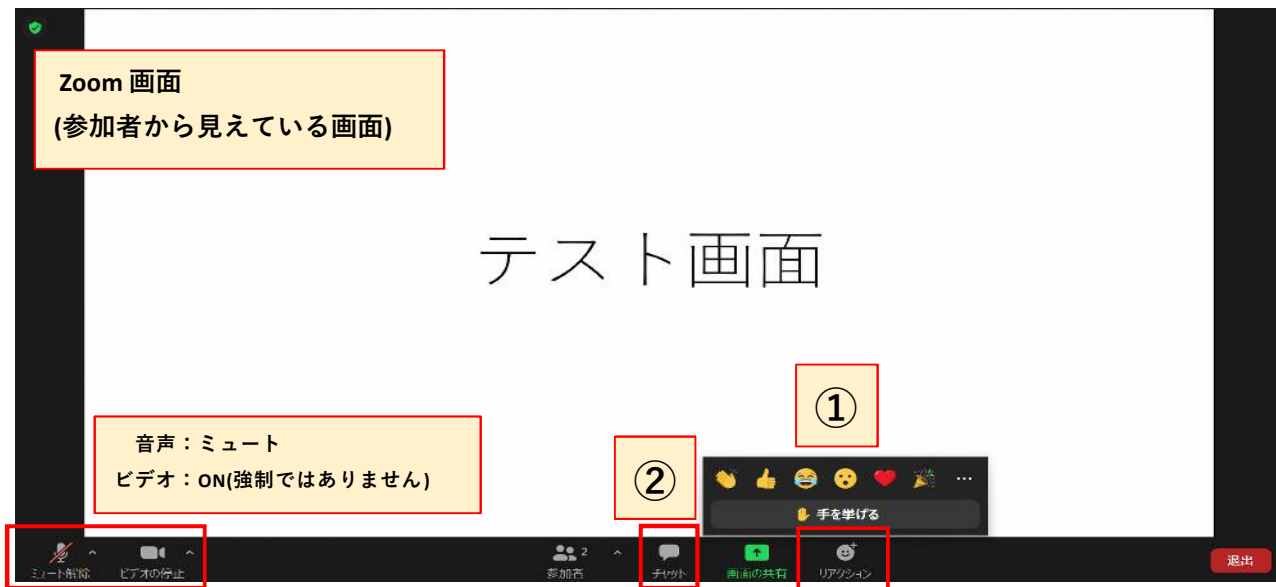 Zoom 画面
(参加者から見えている画面)
テスト画面
①
音声：ミュート
ビデオ：ON(強制ではありません)
②
手を挙げる
2
ミュート解除
ビデオの停止
参加者
チャット
画面の共有
リアクション
退出